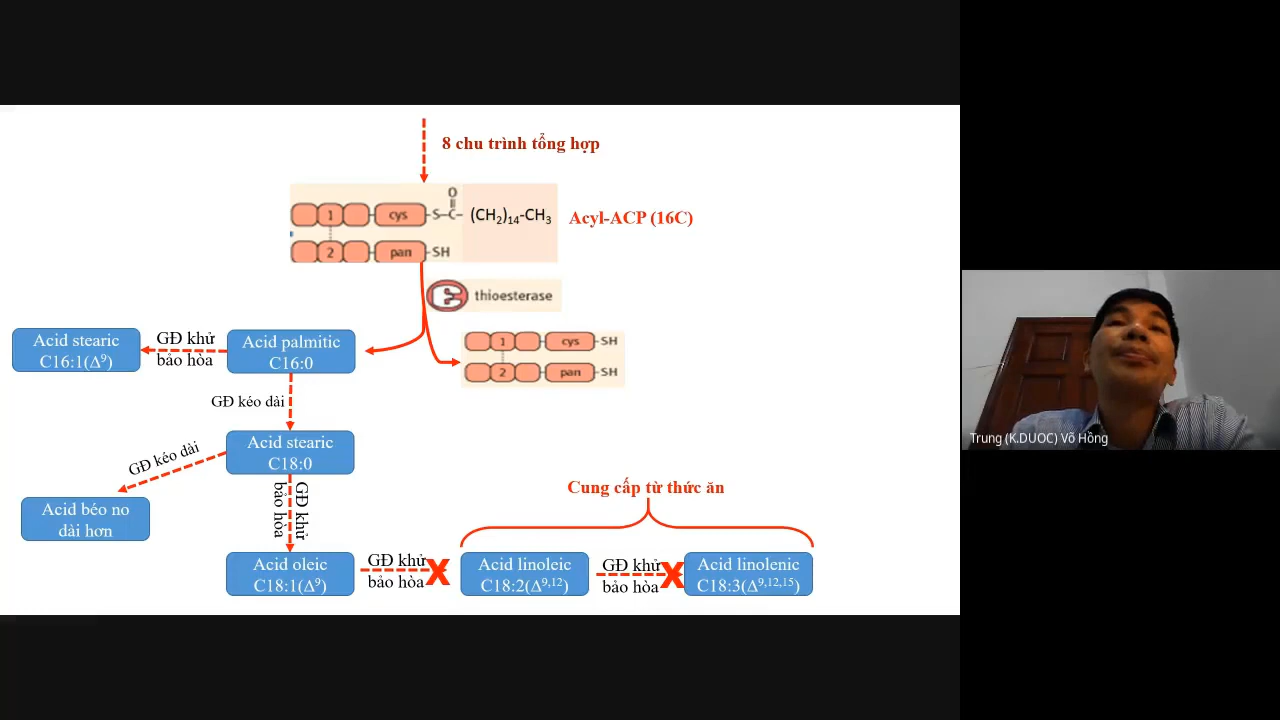 8 chu trình tổng hợp
O
1 cys -S-C- (CH₂)₁₄-CH₃
Acyl-ACP (16C)
2 pan -SH
thioesterase
Acid stearic
C16:1(Δ⁹)
GĐ khử
bảo hòa
Acid palmitic
C16:0
1 cys -SH
2 pan -SH
GĐ kéo dài
Acid stearic
C18:0
GĐ kéo dài
Acid béo no
dài hơn
GĐ khử
bảo hòa
Cung cấp từ thức ăn
Acid oleic
C18:1(Δ⁹)
GĐ khử
bảo hòa
Acid linoleic
C18:2(Δ⁹,¹²)
GĐ khử
bảo hòa
Acid linolenic
C18:3(Δ⁹,¹²,¹⁵)
Trung (K.DUOC) Võ Hồng